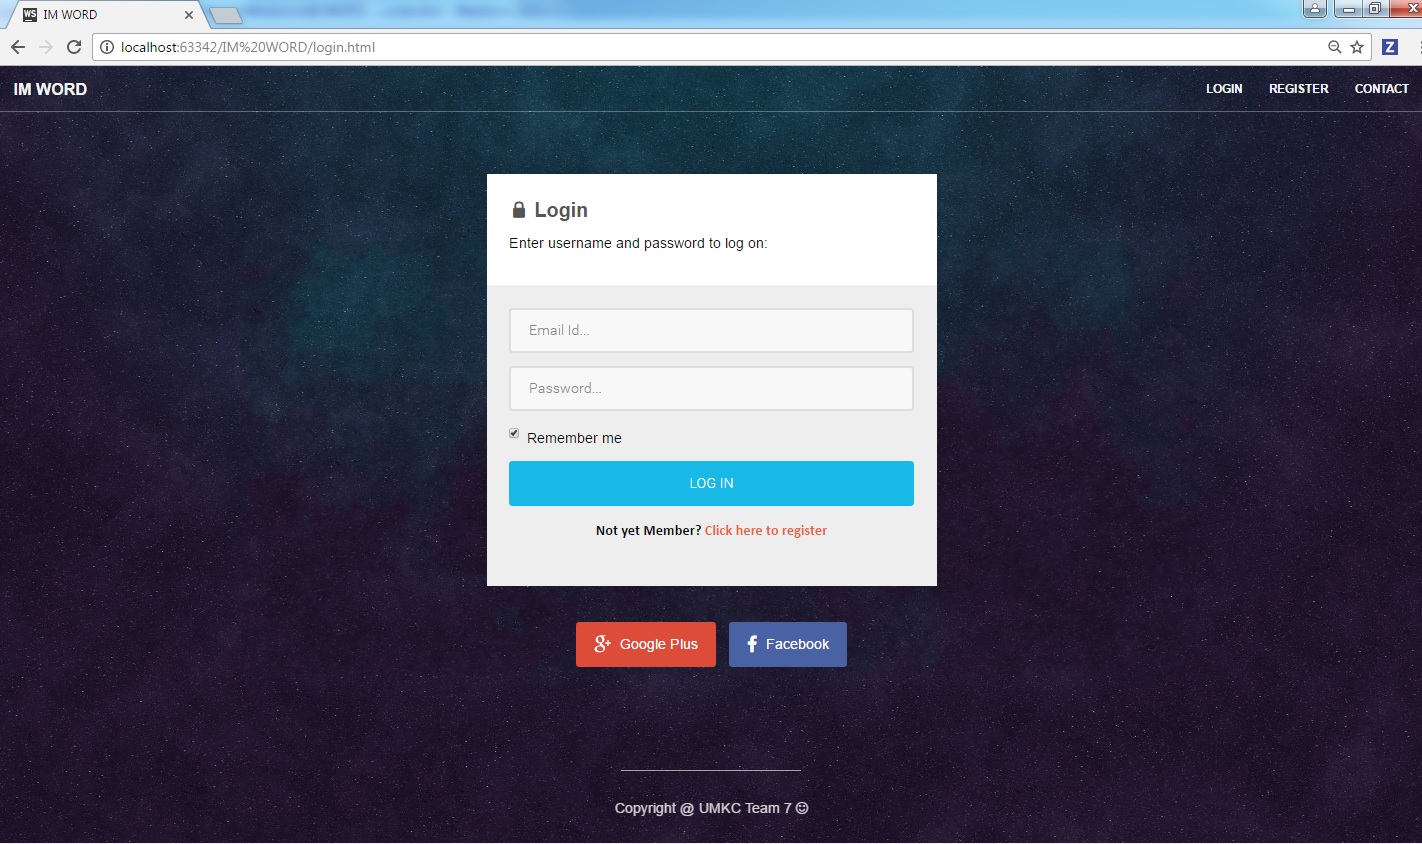 IM WORD
localhost:63342/IM%20WORD/login.html
IM WORD
LOGIN REGISTER CONTACT
Login
Enter username and password to log on:
Email Id...
Password...
Remember me
LOG IN
Not yet Member? Click here to register
Google Plus
Facebook
Copyright @ UMKC Team 7 ☺